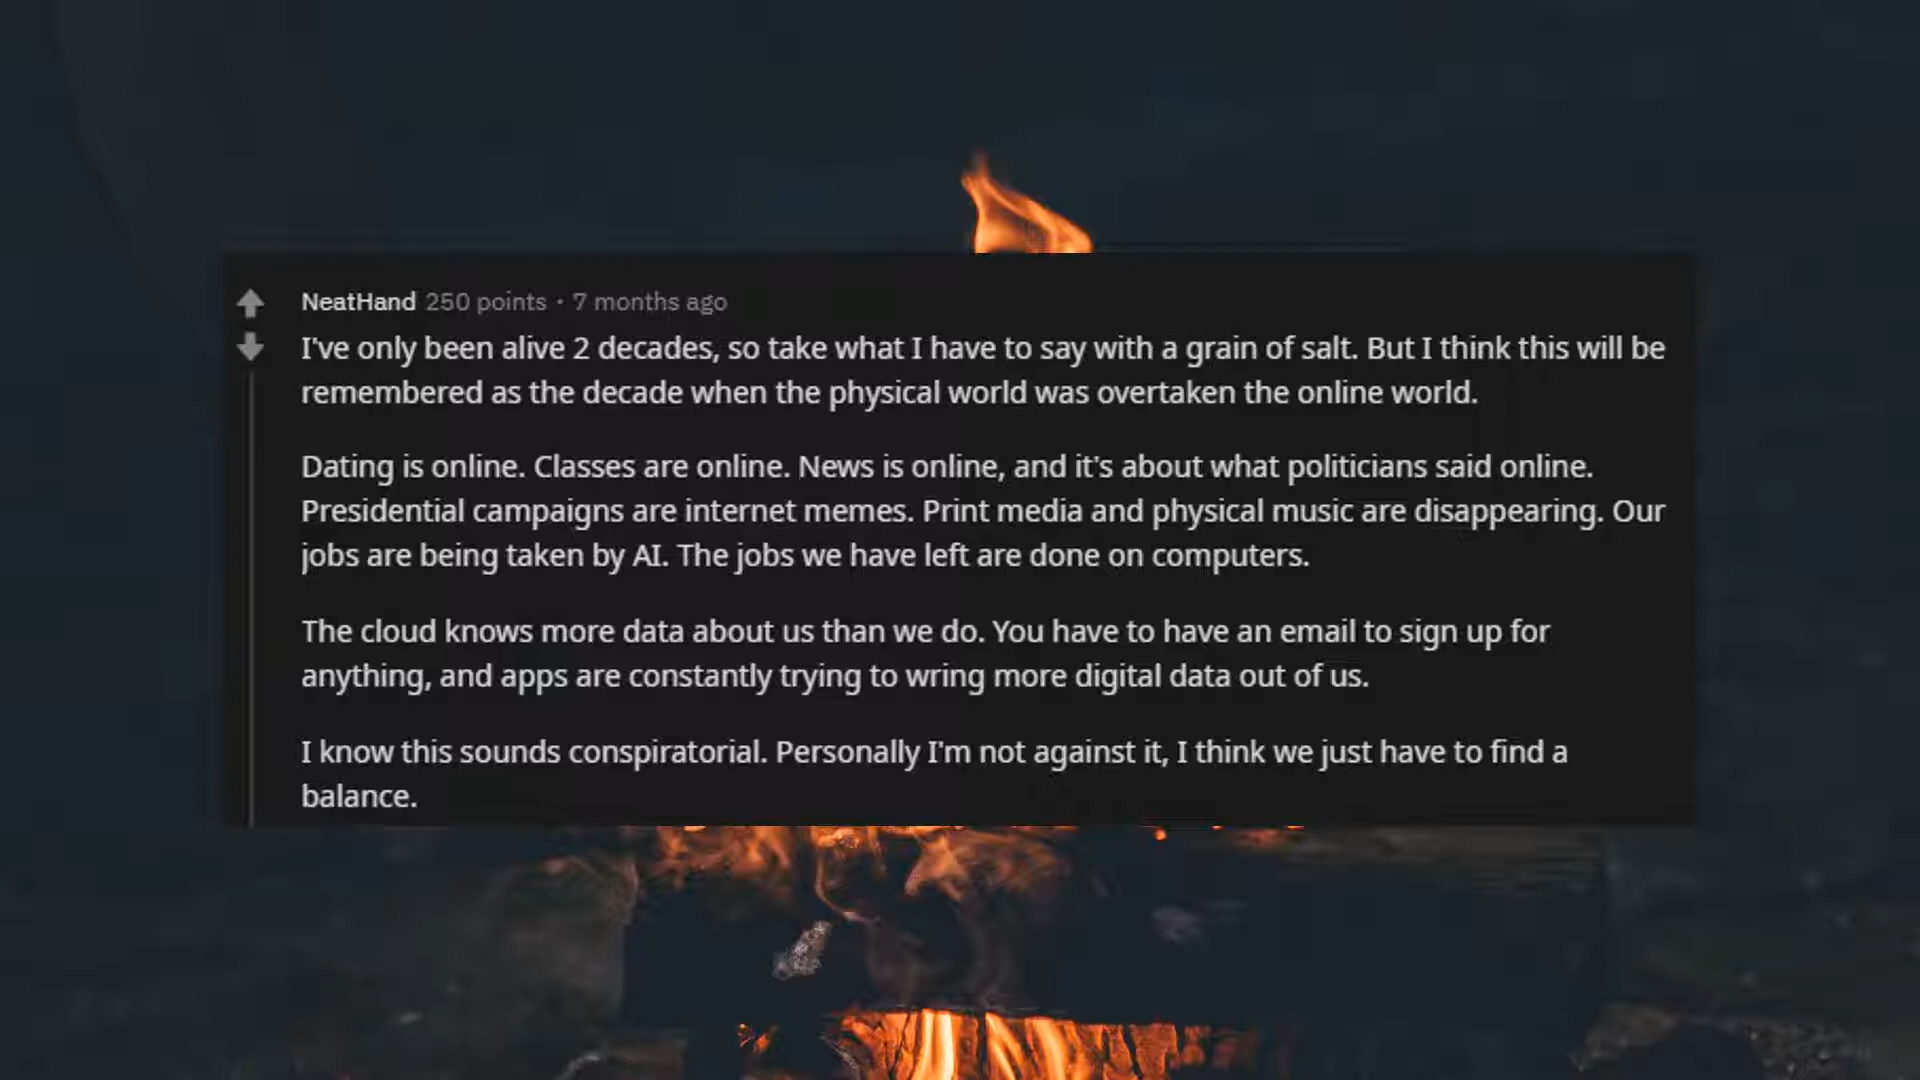 NeatHand 250 points · 7 months ago
I've only been alive 2 decades, so take what I have to say with a grain of salt. But I think this will be
remembered as the decade when the physical world was overtaken the online world.
Dating is online. Classes are online. News is online, and it's about what politicians said online.
Presidential campaigns are internet memes. Print media and physical music are disappearing. Our
jobs are being taken by AI. The jobs we have left are done on computers.
The cloud knows more data about us than we do. You have to have an email to sign up for
anything, and apps are constantly trying to wring more digital data out of us.
I know this sounds conspiratorial. Personally I'm not against it, I think we just have to find a
balance.